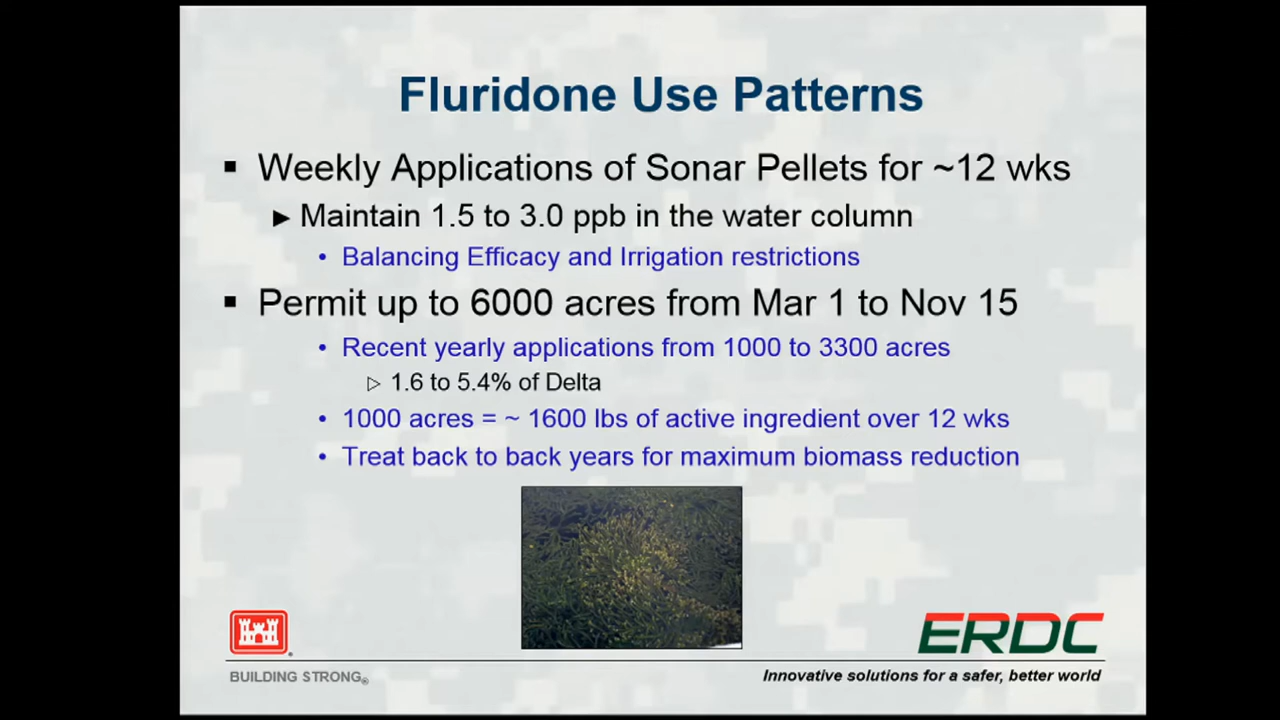 Fluridone Use Patterns
▪ Weekly Applications of Sonar Pellets for ~12 wks
► Maintain 1.5 to 3.0 ppb in the water column
• Balancing Efficacy and Irrigation restrictions
▪ Permit up to 6000 acres from Mar 1 to Nov 15
• Recent yearly applications from 1000 to 3300 acres
▷ 1.6 to 5.4% of Delta
• 1000 acres = ~ 1600 lbs of active ingredient over 12 wks
• Treat back to back years for maximum biomass reduction
ERDC
BUILDING STRONG®
Innovative solutions for a safer, better world